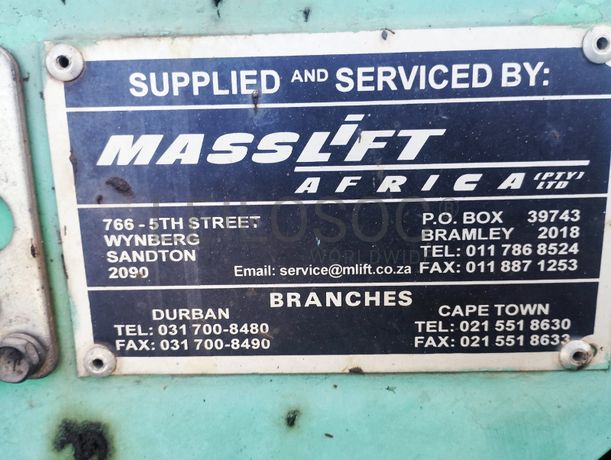 SUPPLIED AND SERVICED BY:
MASSLiFT
AFRICA (PTY) LTD
766 - 5TH STREET
WYNBERG
SANDTON
2090
Email: service@mlift.co.za
P.O. BOX 39743
BRAMLEY 2018
TEL: 011 786 8524
FAX: 011 887 1253
BRANCHES
DURBAN
TEL: 031 700-8480
FAX: 031 700-8490
CAPE TOWN
TEL: 021 551 8630
FAX: 021 551 8633
WORLDWIDE